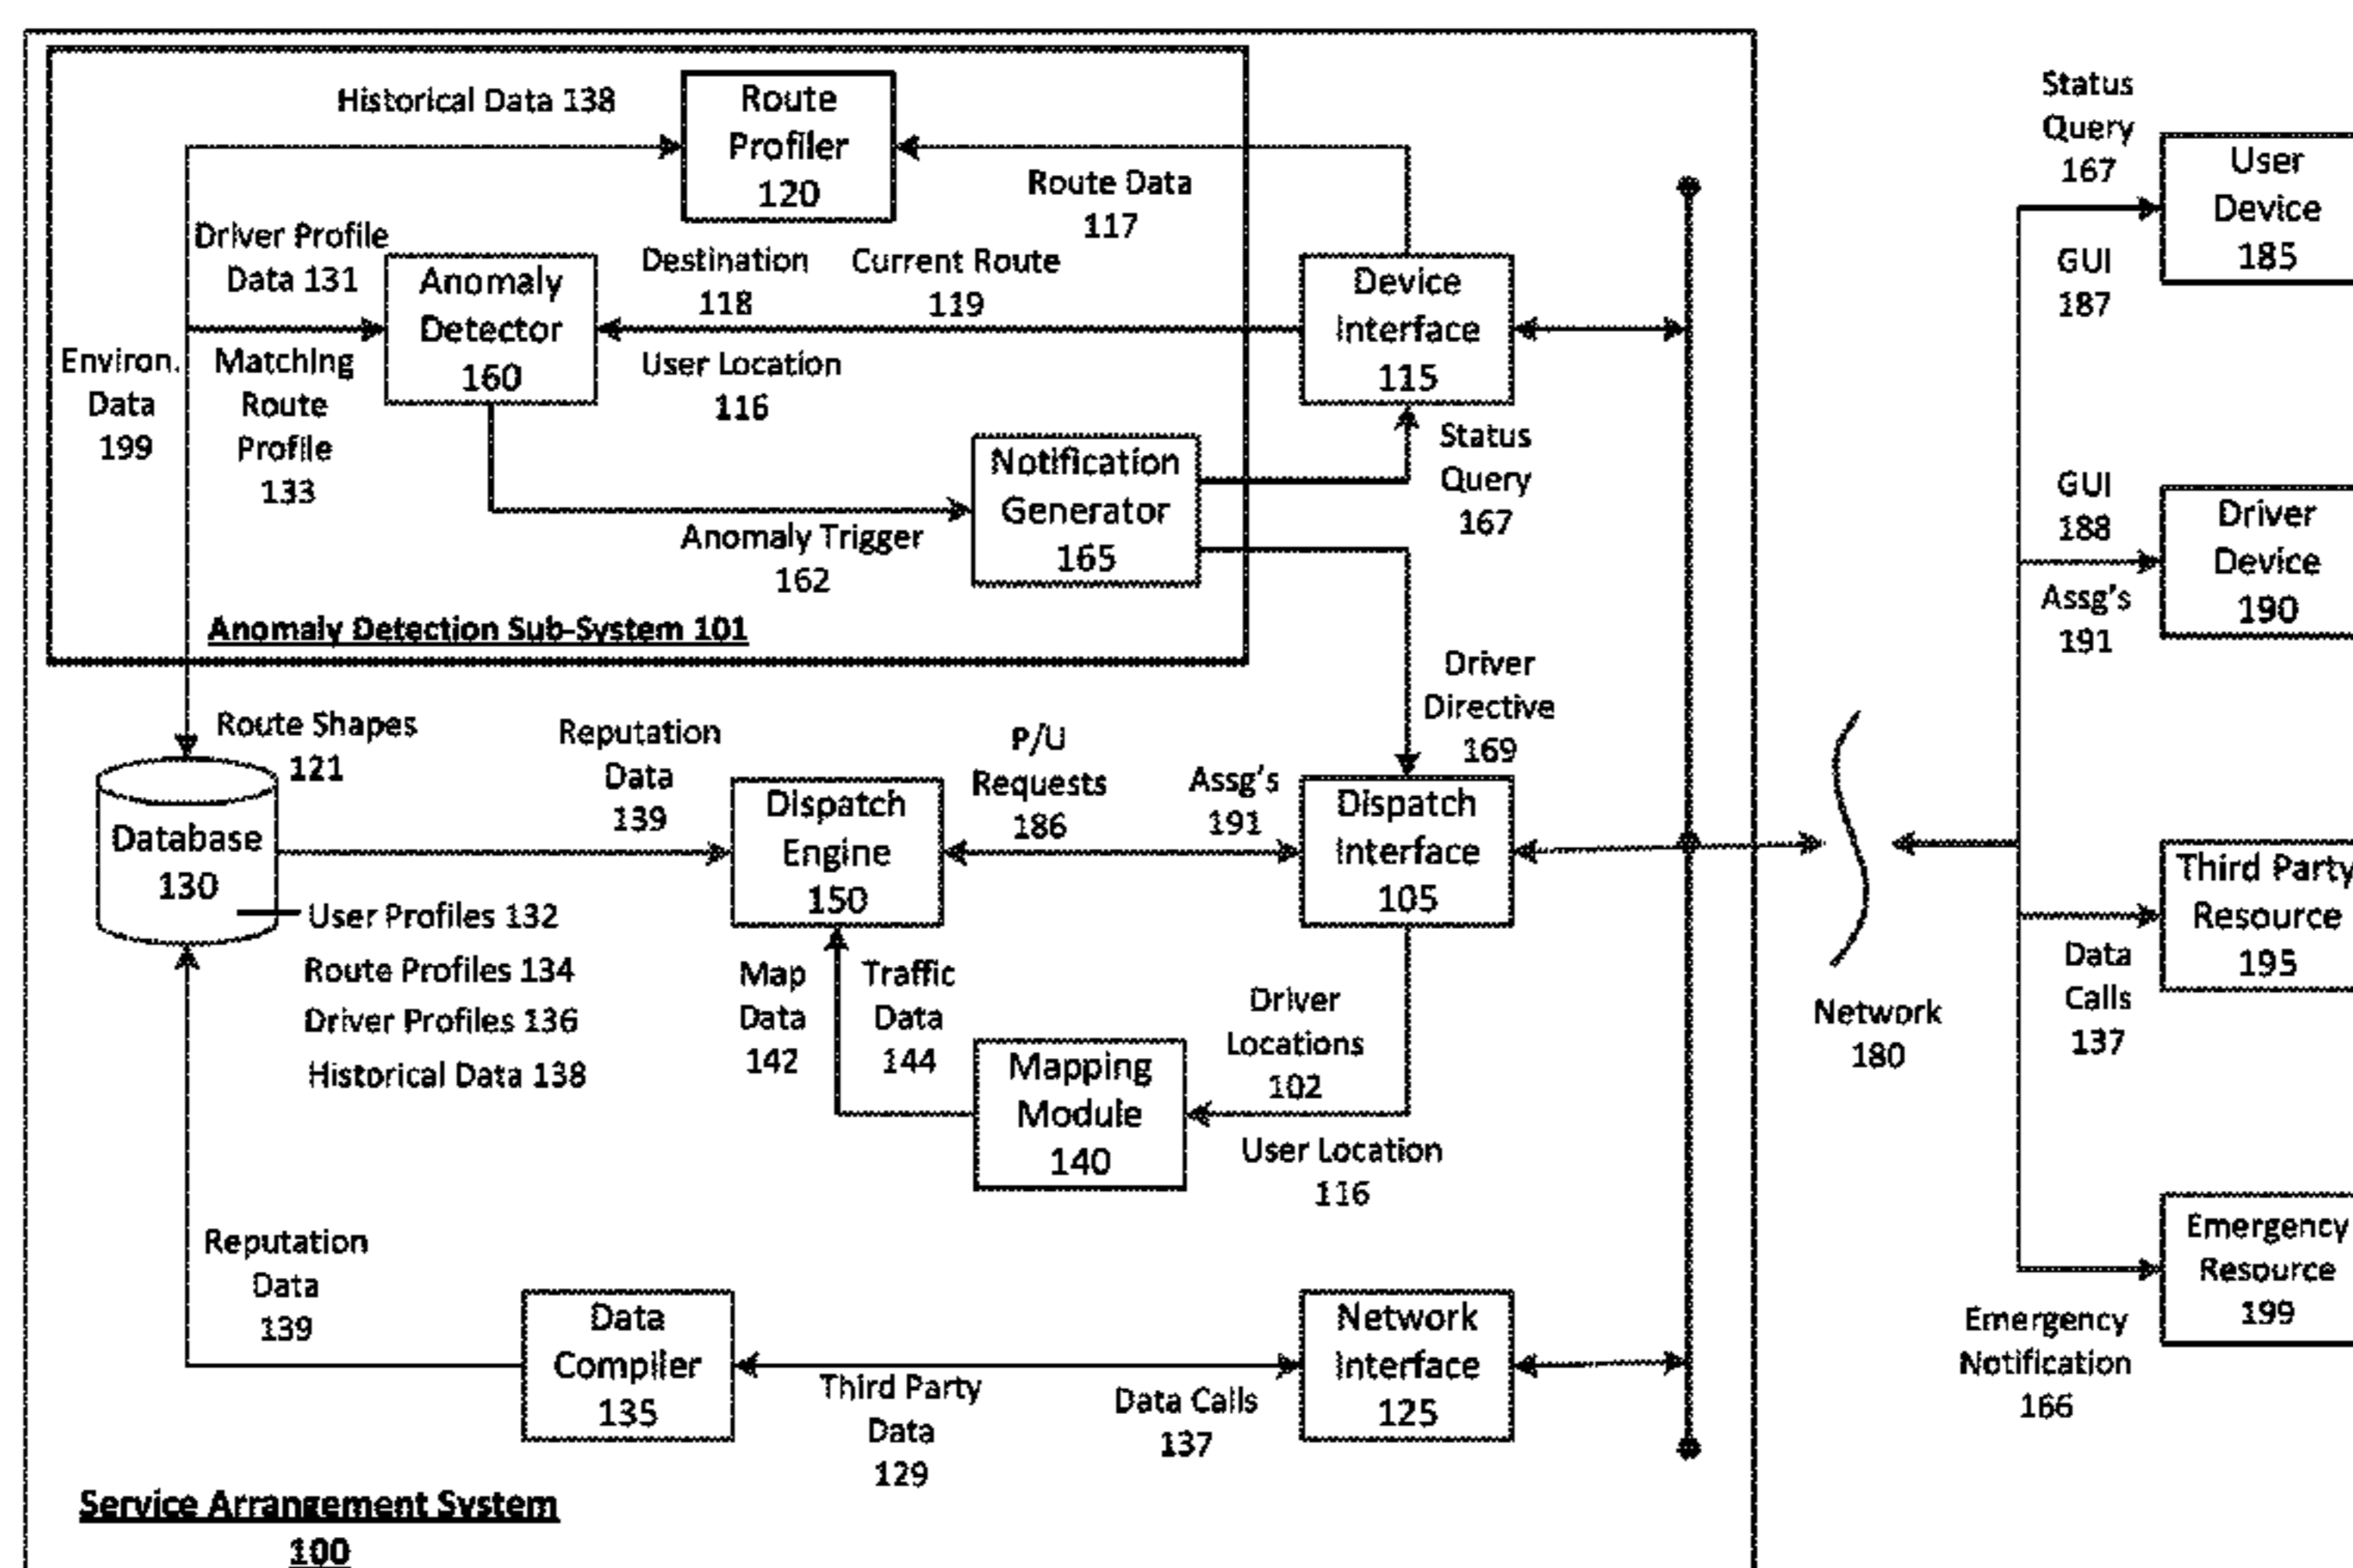 Historical Data 138
Route
Profiler
120
Route Data
117
Driver Profile
Data 131
Anomaly
Detector
160
Destination
118
Current Route
119
User Location
116
Device
Interface
115
Environ.
Data
199
Matching
Route
Profile
133
Notification
Generator
165
Status
Query
167
Anomaly Trigger
162
Anomaly Detection Sub-System 101
Driver
Directive
169
Route Shapes
121
Database
130
User Profiles 132
Route Profiles 134
Driver Profiles 136
Historical Data 138
Reputation
Data
139
Dispatch
Engine
150
P/U
Requests
186
Assg's
191
Dispatch
Interface
105
Map
Data
142
Traffic
Data
144
Mapping
Module
140
Driver
Locations
102
User Location
116
Reputation
Data
139
Data
Compiler
135
Third Party
Data
129
Data Calls
137
Network
Interface
125
Service Arrangement System
100
Network
180
Status
Query
167
User
Device
185
GUI
187
GUI
188
Driver
Device
190
Assg's
191
Third Party
Resource
195
Data
Calls
137
Emergency
Resource
199
Emergency
Notification
166